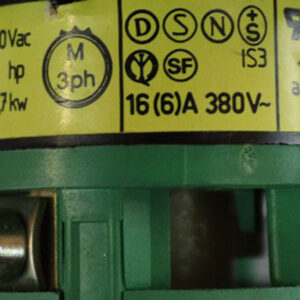 0Vac
hp
7kw
M
3ph
D S N +S
IS3
SF
16(6)A 380V~